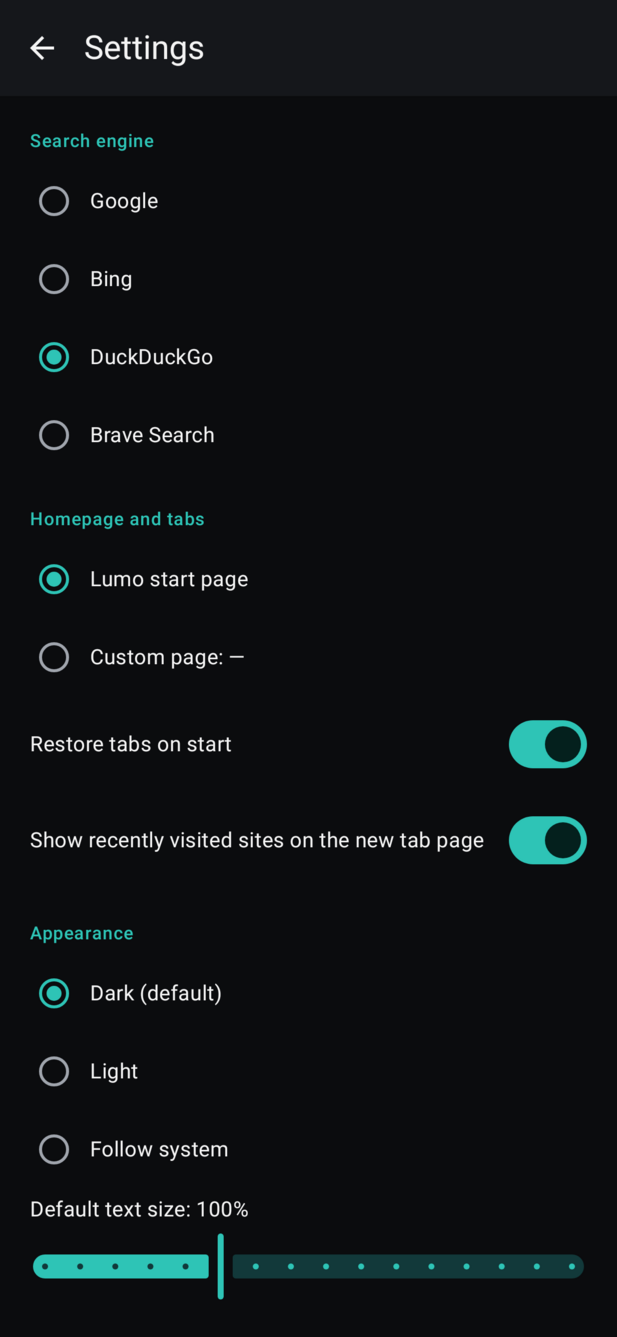 Settings
Search engine
Google
Bing
DuckDuckGo
Brave Search
Homepage and tabs
Lumo start page
Custom page: —
Restore tabs on start
Show recently visited sites on the new tab page
Appearance
Dark (default)
Light
Follow system
Default text size: 100%